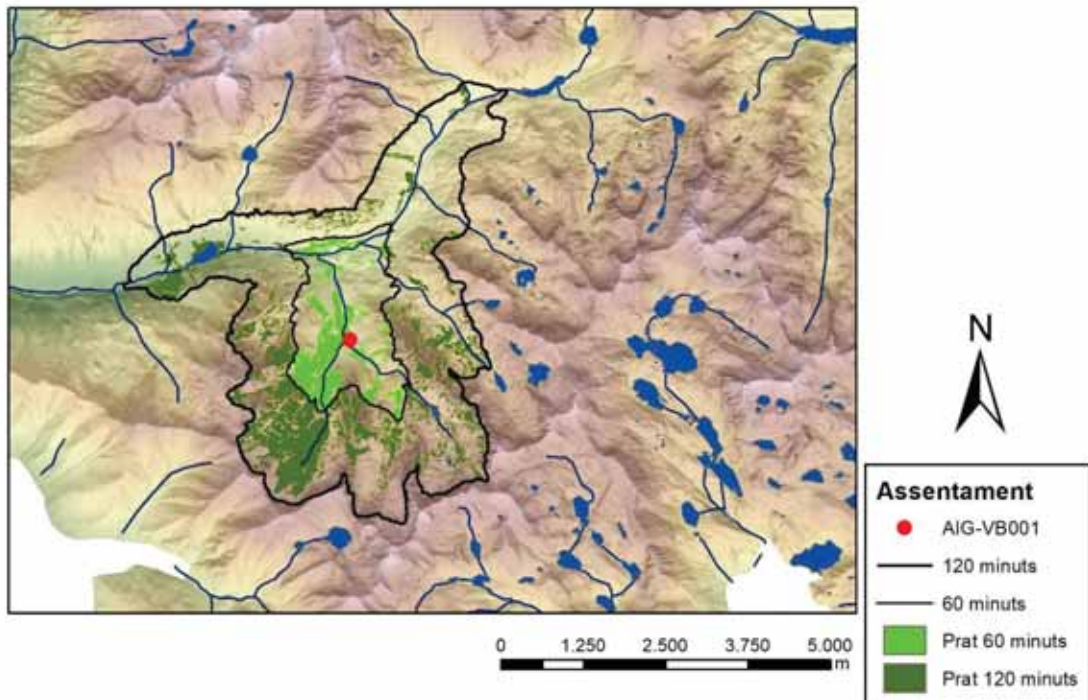 N
Assentament
AIG-VB001
120 minuts
60 minuts
Prat 60 minuts
Prat 120 minuts
0 1.250 2.500 3.750 5.000
m